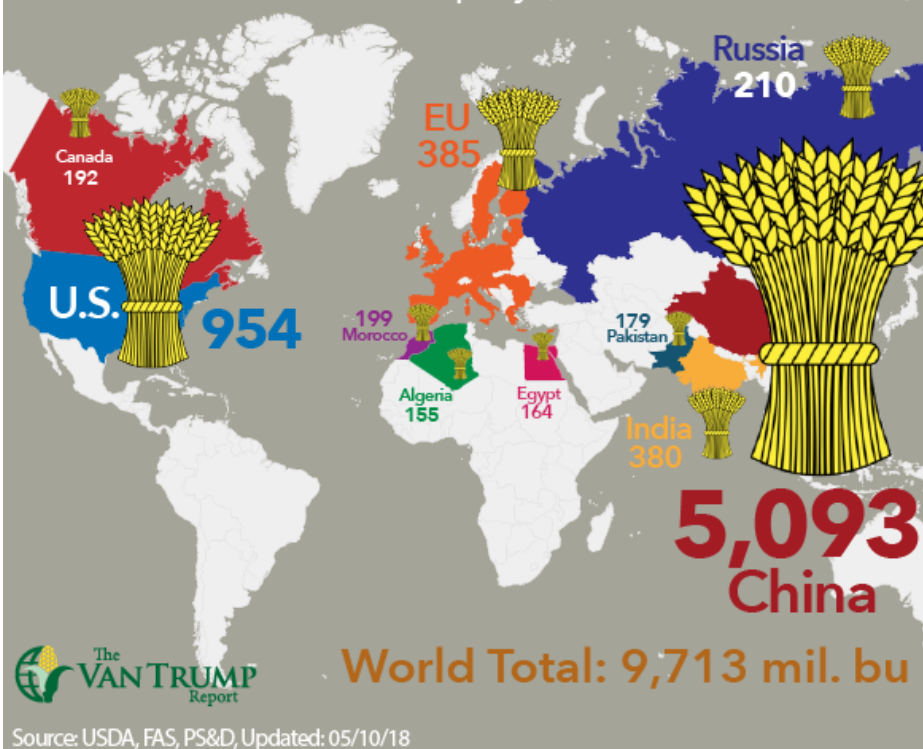 Russia
210
EU
385
Canada
192
U.S.
954
199
Morocco
179
Pakistan
Algeria
155
Egypt
164
India
380
5,093
China
The
VAN TRUMP
Report
World Total: 9,713 mil. bu
Source: USDA, FAS, PS&D, Updated: 05/10/18